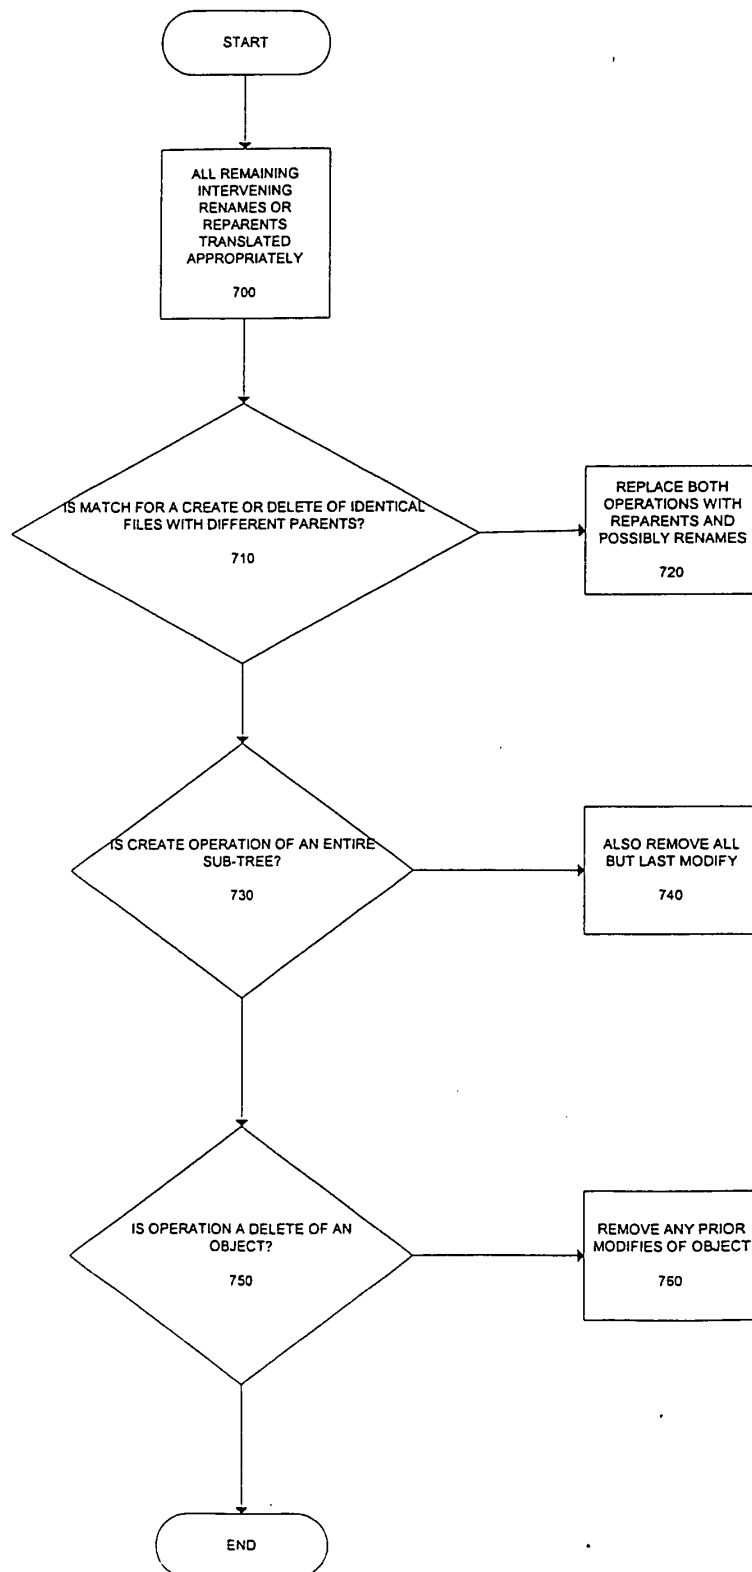 START
ALL REMAINING
INTERVENING
RENAMES OR
REPARENTS
TRANSLATED
APPROPRIATELY
700
IS MATCH FOR A CREATE OR DELETE OF IDENTICAL
FILES WITH DIFFERENT PARENTS?
710
REPLACE BOTH
OPERATIONS WITH
REPARENTS AND
POSSIBLY RENAMES
720
IS CREATE OPERATION OF AN ENTIRE
SUB-TREE?
730
ALSO REMOVE ALL
BUT LAST MODIFY
740
IS OPERATION A DELETE OF AN
OBJECT?
750
REMOVE ANY PRIOR
MODIFIES OF OBJECT
760
END